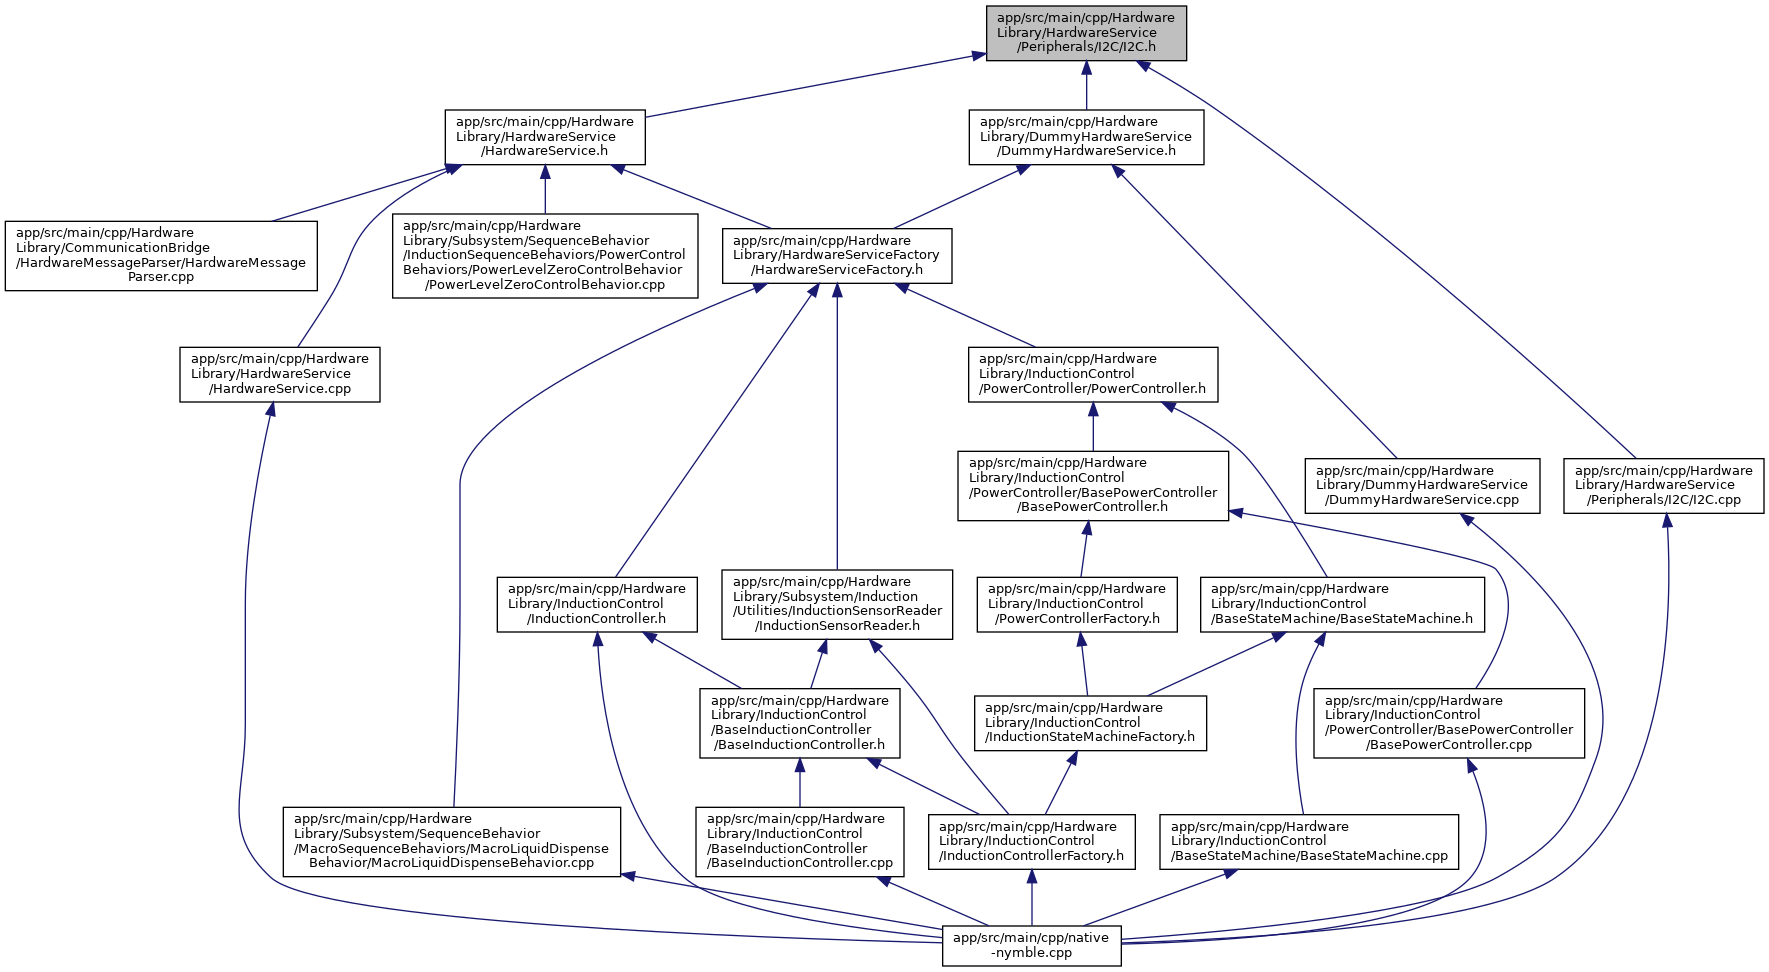 app/src/main/cpp/Hardware
Library/HardwareService
/Peripherals/I2C/I2C.h
app/src/main/cpp/Hardware
Library/HardwareService
/HardwareService.h
app/src/main/cpp/Hardware
Library/DummyHardwareService
/DummyHardwareService.h
app/src/main/cpp/Hardware
Library/CommunicationBridge
/HardwareMessageParser/HardwareMessage
Parser.cpp
app/src/main/cpp/Hardware
Library/Subsystem/SequenceBehavior
/InductionSequenceBehaviors/PowerControl
Behaviors/PowerLevelZeroControlBehavior
/PowerLevelZeroControlBehavior.cpp
app/src/main/cpp/Hardware
Library/HardwareServiceFactory
/HardwareServiceFactory.h
app/src/main/cpp/Hardware
Library/HardwareService
/HardwareService.cpp
app/src/main/cpp/Hardware
Library/InductionControl
/PowerController/PowerController.h
app/src/main/cpp/Hardware
Library/InductionControl
/PowerController/BasePowerController
/BasePowerController.h
app/src/main/cpp/Hardware
Library/DummyHardwareService
/DummyHardwareService.cpp
app/src/main/cpp/Hardware
Library/HardwareService
/Peripherals/I2C/I2C.cpp
app/src/main/cpp/Hardware
Library/InductionControl
/InductionController.h
app/src/main/cpp/Hardware
Library/Subsystem/Induction
/Utilities/InductionSensorReader
/InductionSensorReader.h
app/src/main/cpp/Hardware
Library/InductionControl
/PowerControllerFactory.h
app/src/main/cpp/Hardware
Library/InductionControl
/BaseStateMachine/BaseStateMachine.h
app/src/main/cpp/Hardware
Library/InductionControl
/BaseInductionController
/BaseInductionController.h
app/src/main/cpp/Hardware
Library/InductionControl
/InductionStateMachineFactory.h
app/src/main/cpp/Hardware
Library/InductionControl
/PowerController/BasePowerController
/BasePowerController.cpp
app/src/main/cpp/Hardware
Library/Subsystem/SequenceBehavior
/MacroSequenceBehaviors/MacroLiquidDispense
Behavior/MacroLiquidDispenseBehavior.cpp
app/src/main/cpp/Hardware
Library/InductionControl
/BaseInductionController
/BaseInductionController.cpp
app/src/main/cpp/Hardware
Library/InductionControl
/InductionControllerFactory.h
app/src/main/cpp/Hardware
Library/InductionControl
/BaseStateMachine/BaseStateMachine.cpp
app/src/main/cpp/native
-nymble.cpp